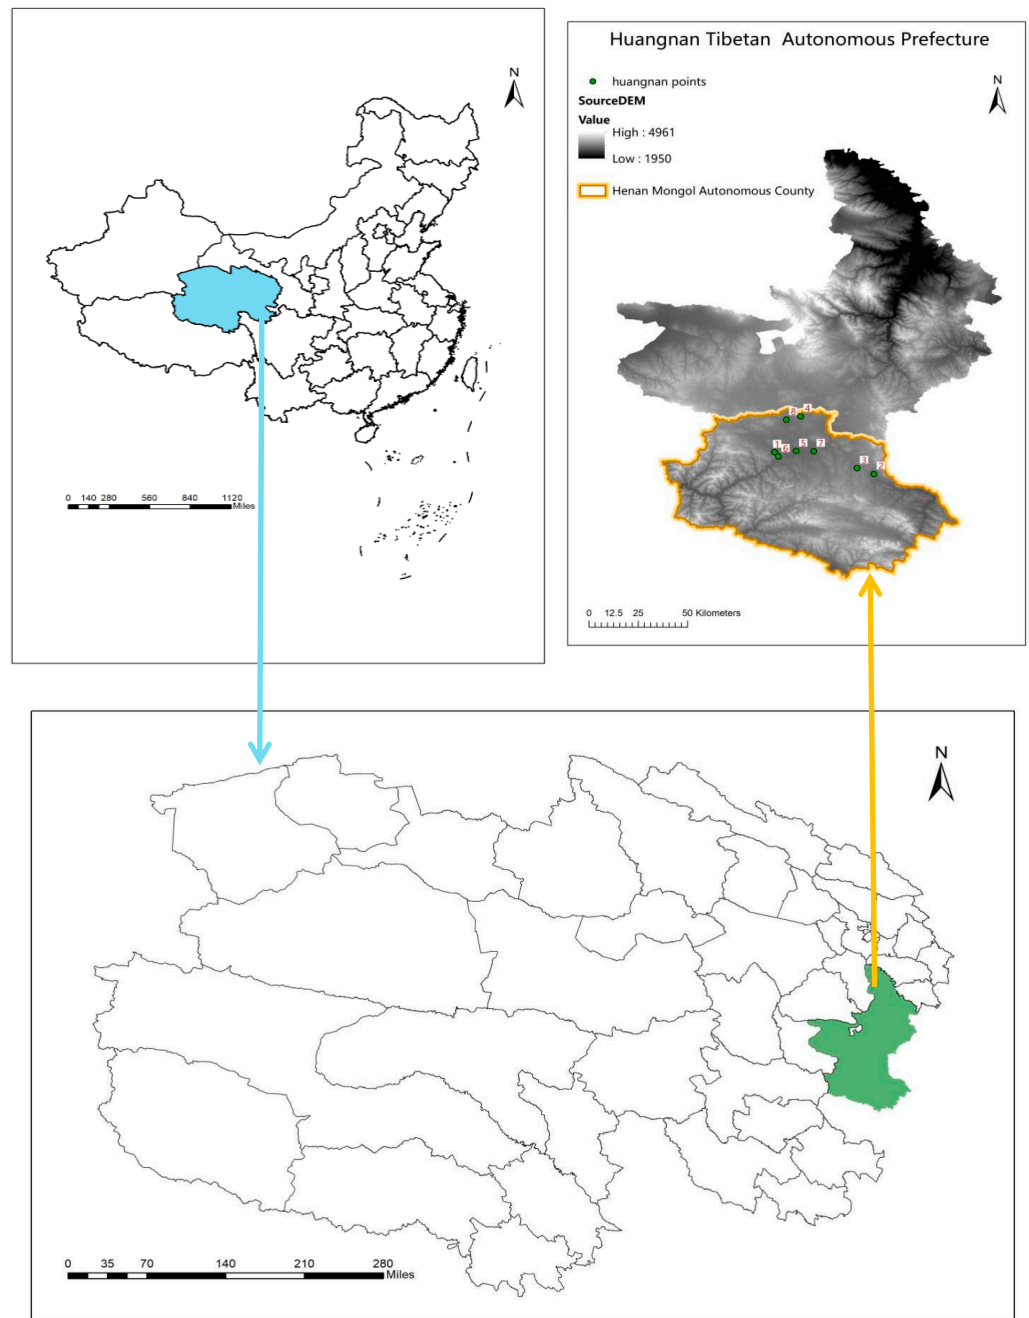 N
0 140 280 560 840 1120
Miles
Huangnan Tibetan Autonomous Prefecture
huangnan points
N
SourceDEM
Value
High : 4961
Low : 1950
Henan Mongol Autonomous County
8 4
1 6 5 7
3 2
0 12.5 25 50 Kilometers
N
0 35 70 140 210 280
Miles